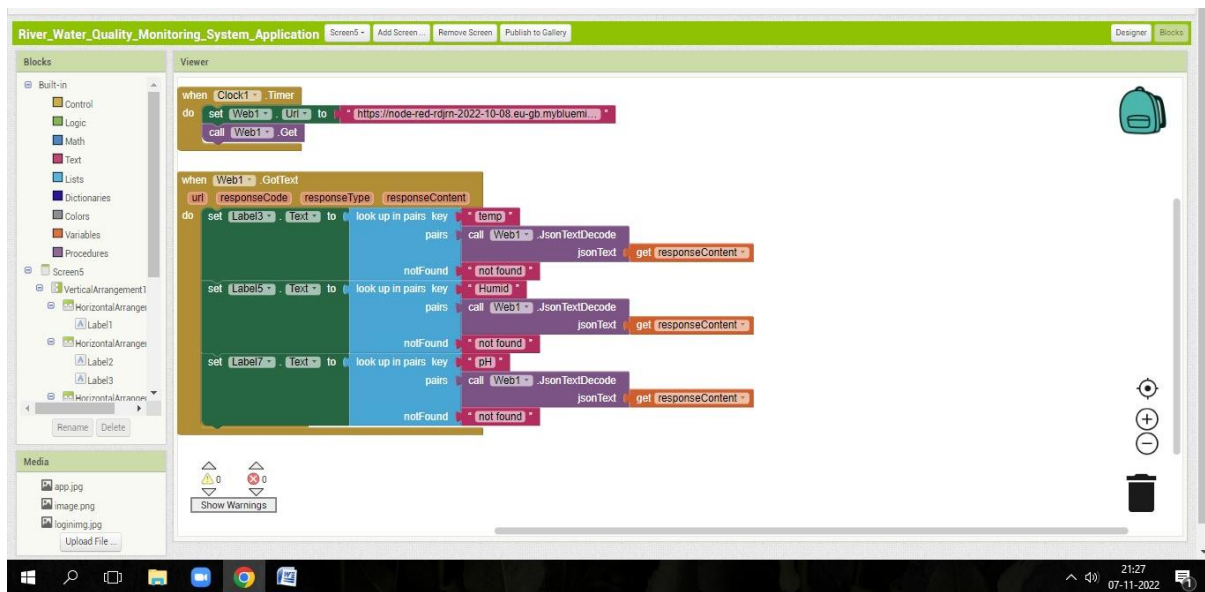 River_Water_Quality_Monitoring_System_Application Screen5 Add Screen ... Remove Screen Publish to Gallery Designer Blocks
Blocks
Built-in
Control
Logic
Math
Text
Lists
Dictionaries
Colors
Variables
Procedures
Screen5
VerticalArrangement1
HorizontalArranger
Label1
HorizontalArranger
Label2
Label3
HorizontalArranger
Rename Delete
Media
app.jpg
image.png
loginimg.jpg
Upload File ...
Viewer
when Clock1 .Timer
do set Web1 . Url to " https://node-red-rdjrn-2022-10-08.eu-gb.mybluemi... "
call Web1 .Get
when Web1 .GotText
url responseCode responseType responseContent
do set Label3 . Text to look up in pairs key " temp "
pairs call Web1 .JsonTextDecode
jsonText get responseContent
notFound " not found "
set Label5 . Text to look up in pairs key " Humid "
pairs call Web1 .JsonTextDecode
jsonText get responseContent
notFound " not found "
set Label7 . Text to look up in pairs key " pH "
pairs call Web1 .JsonTextDecode
jsonText get responseContent
notFound " not found "
0 0
Show Warnings
21:27
07-11-2022
1